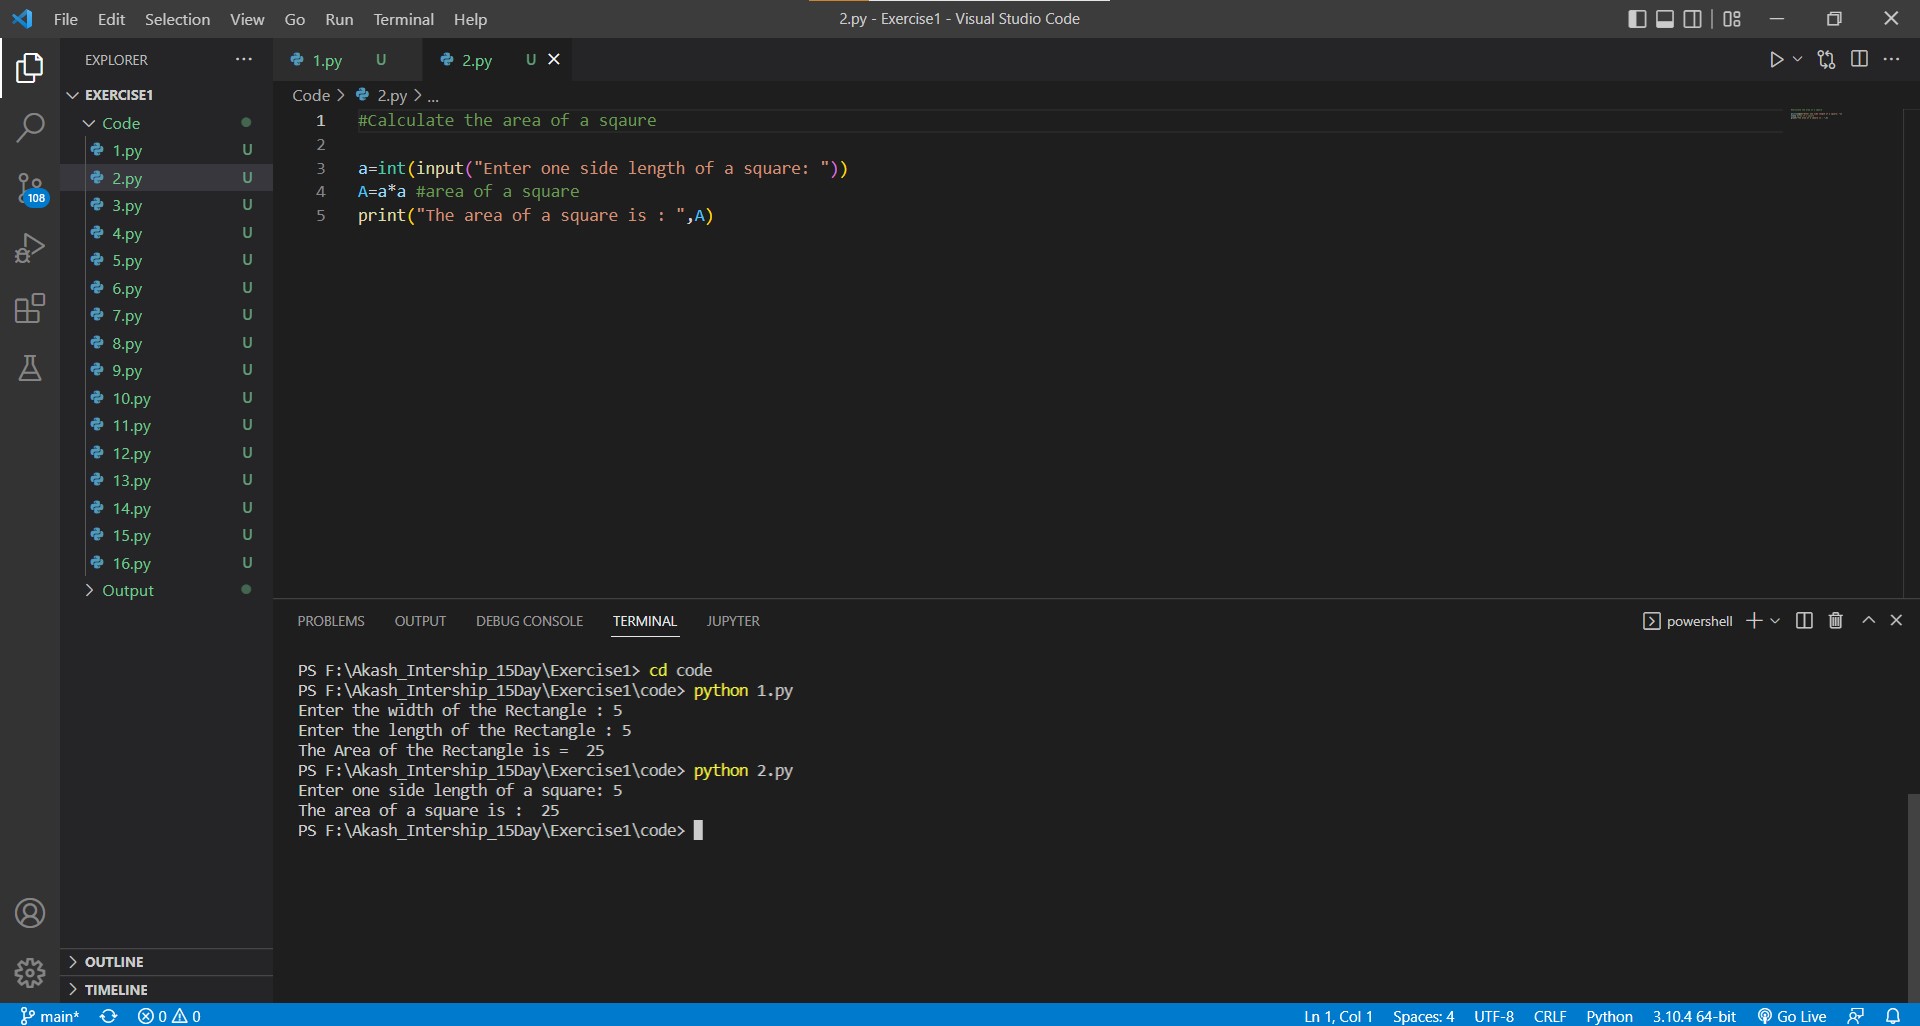 File Edit Selection View Go Run Terminal Help
2.py - Exercise1 - Visual Studio Code
EXPLORER ...
EXERCISE1
Code
1.py U
2.py U
3.py U
4.py U
5.py U
6.py U
7.py U
8.py U
9.py U
10.py U
11.py U
12.py U
13.py U
14.py U
15.py U
16.py U
Output
108
OUTLINE
TIMELINE
1.py U
2.py U
Code > 2.py > ...
1 #Calculate the area of a sqaure
2
3 a=int(input("Enter one side length of a square: "))
4 A=a*a #area of a square
5 print("The area of a square is : ",A)
PROBLEMS OUTPUT DEBUG CONSOLE TERMINAL JUPYTER
powershell
PS F:\Akash_Intership_15Day\Exercise1> cd code
PS F:\Akash_Intership_15Day\Exercise1\code> python 1.py
Enter the width of the Rectangle : 5
Enter the length of the Rectangle : 5
The Area of the Rectangle is =  25
PS F:\Akash_Intership_15Day\Exercise1\code> python 2.py
Enter one side length of a square: 5
The area of a square is :  25
PS F:\Akash_Intership_15Day\Exercise1\code>
main* 0 0
Ln 1, Col 1 Spaces: 4 UTF-8 CRLF Python 3.10.4 64-bit Go Live